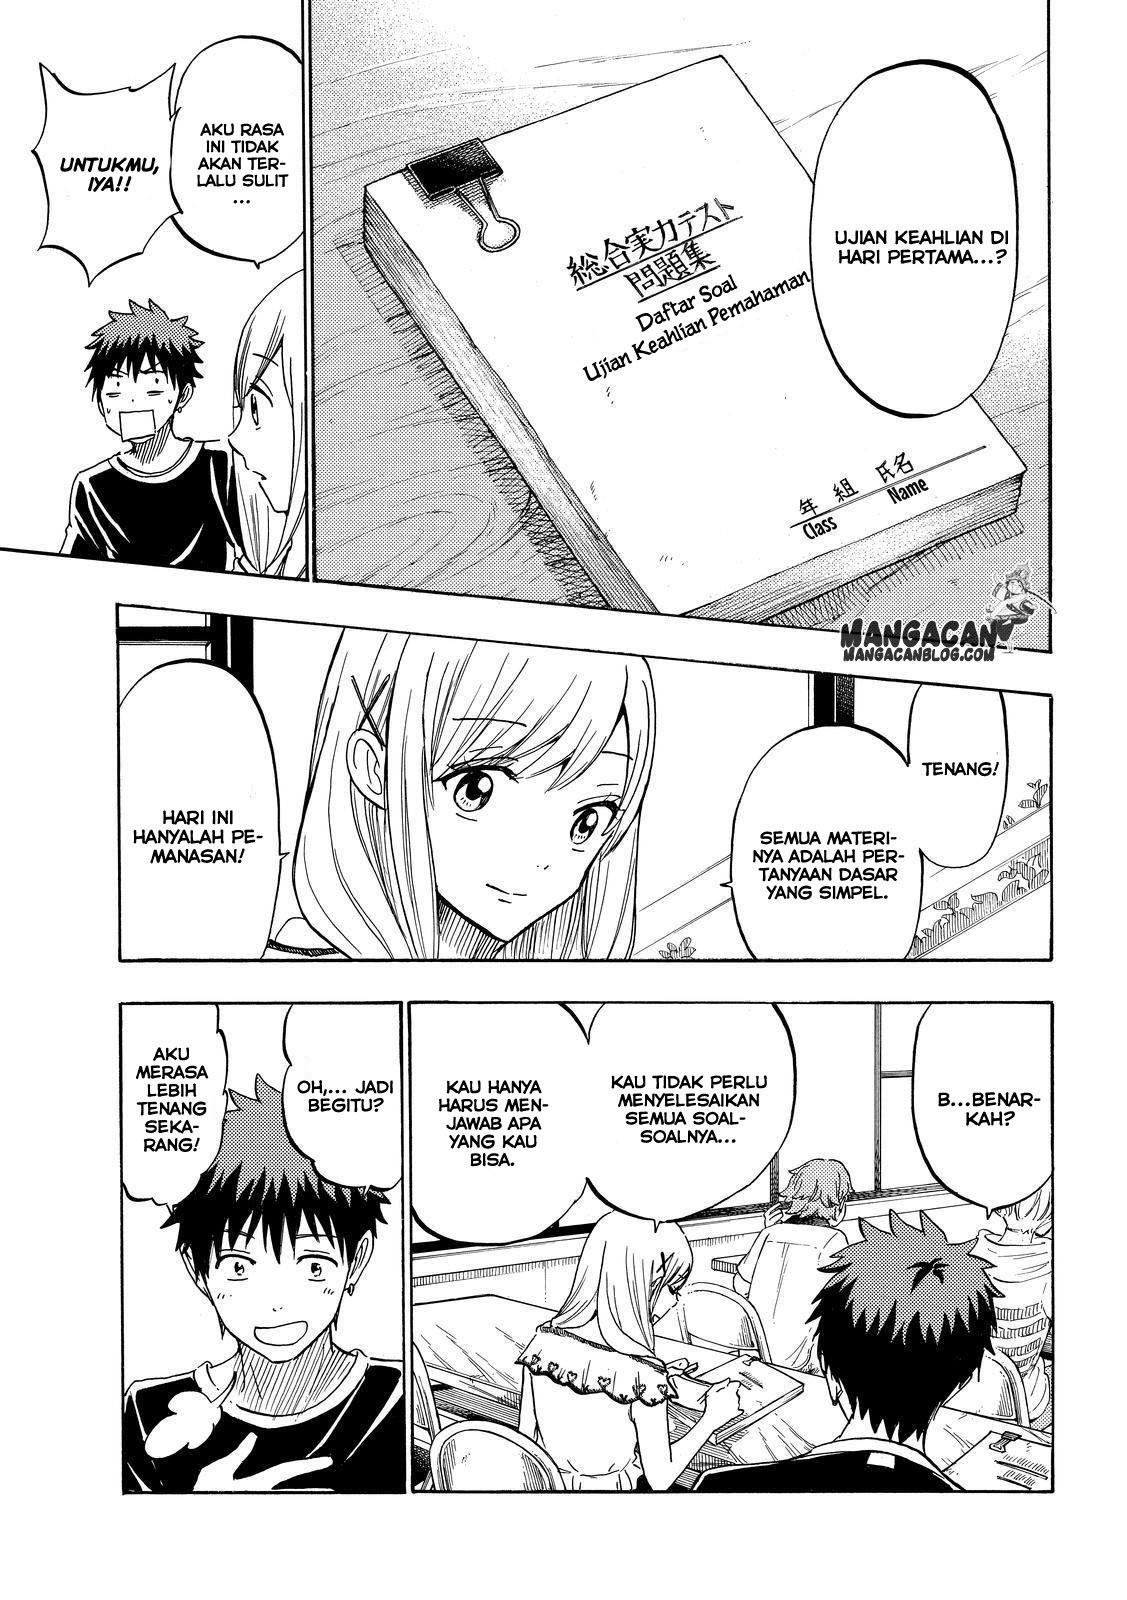 UJIAN KEAHLIAN DI
HARI PERTAMA...?
総合実力テスト
問題集
Daftar Soal
Ujian Keahlian Pemahaman
年 組 氏名
Class Name
AKU RASA
INI TIDAK
AKAN TER-
LALU SULIT
...
UNTUKMU,
IYA!!
MANGACAN
MANGACANBLOG.COM
TENANG!
SEMUA MATERI-
NYA ADALAH PER-
TANYAAN DASAR
YANG SIMPEL.
HARI INI
HANYALAH PE-
MANASAN!
B...BENAR-
KAH?
KAU TIDAK PERLU
MENYELESAIKAN
SEMUA SOAL-
SOALNYA...
KAU HANYA
HARUS MEN-
JAWAB APA
YANG KAU
BISA.
OH,... JADI
BEGITU?
AKU
MERASA
LEBIH
TENANG
SEKA-
RANG!